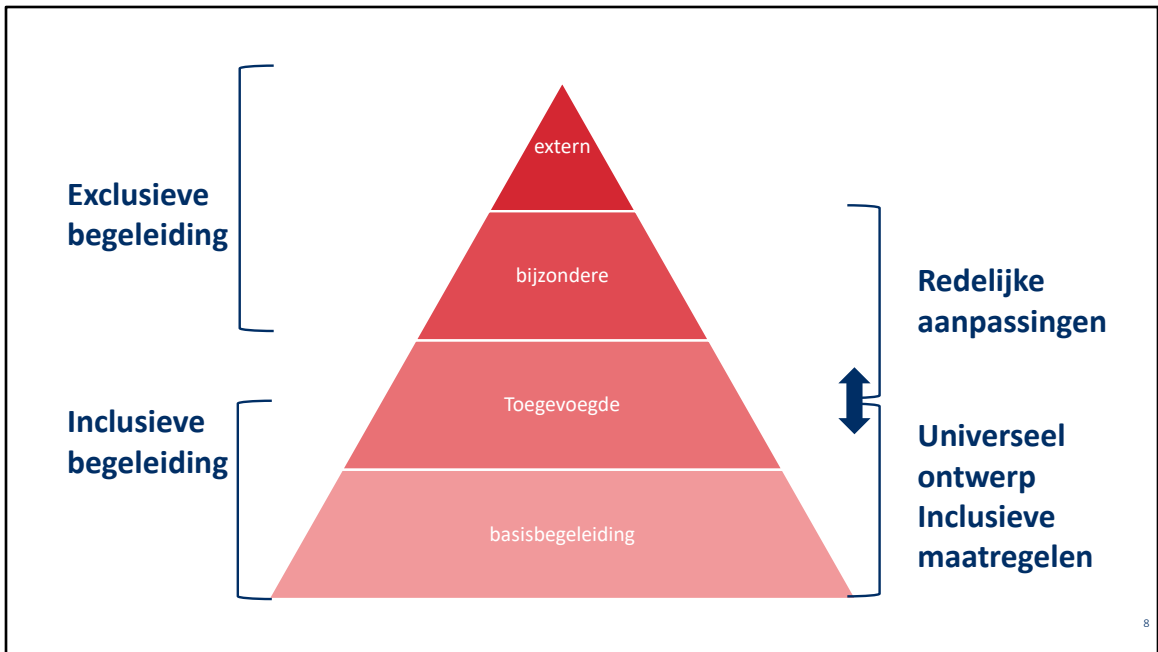 extern
Exclusieve
begeleiding
bijzondere
Redelijke
aanpassingen
Toegevoegde
Inclusieve
begeleiding
Universeel
ontwerp
Inclusieve
maatregelen
basisbegeleiding
8